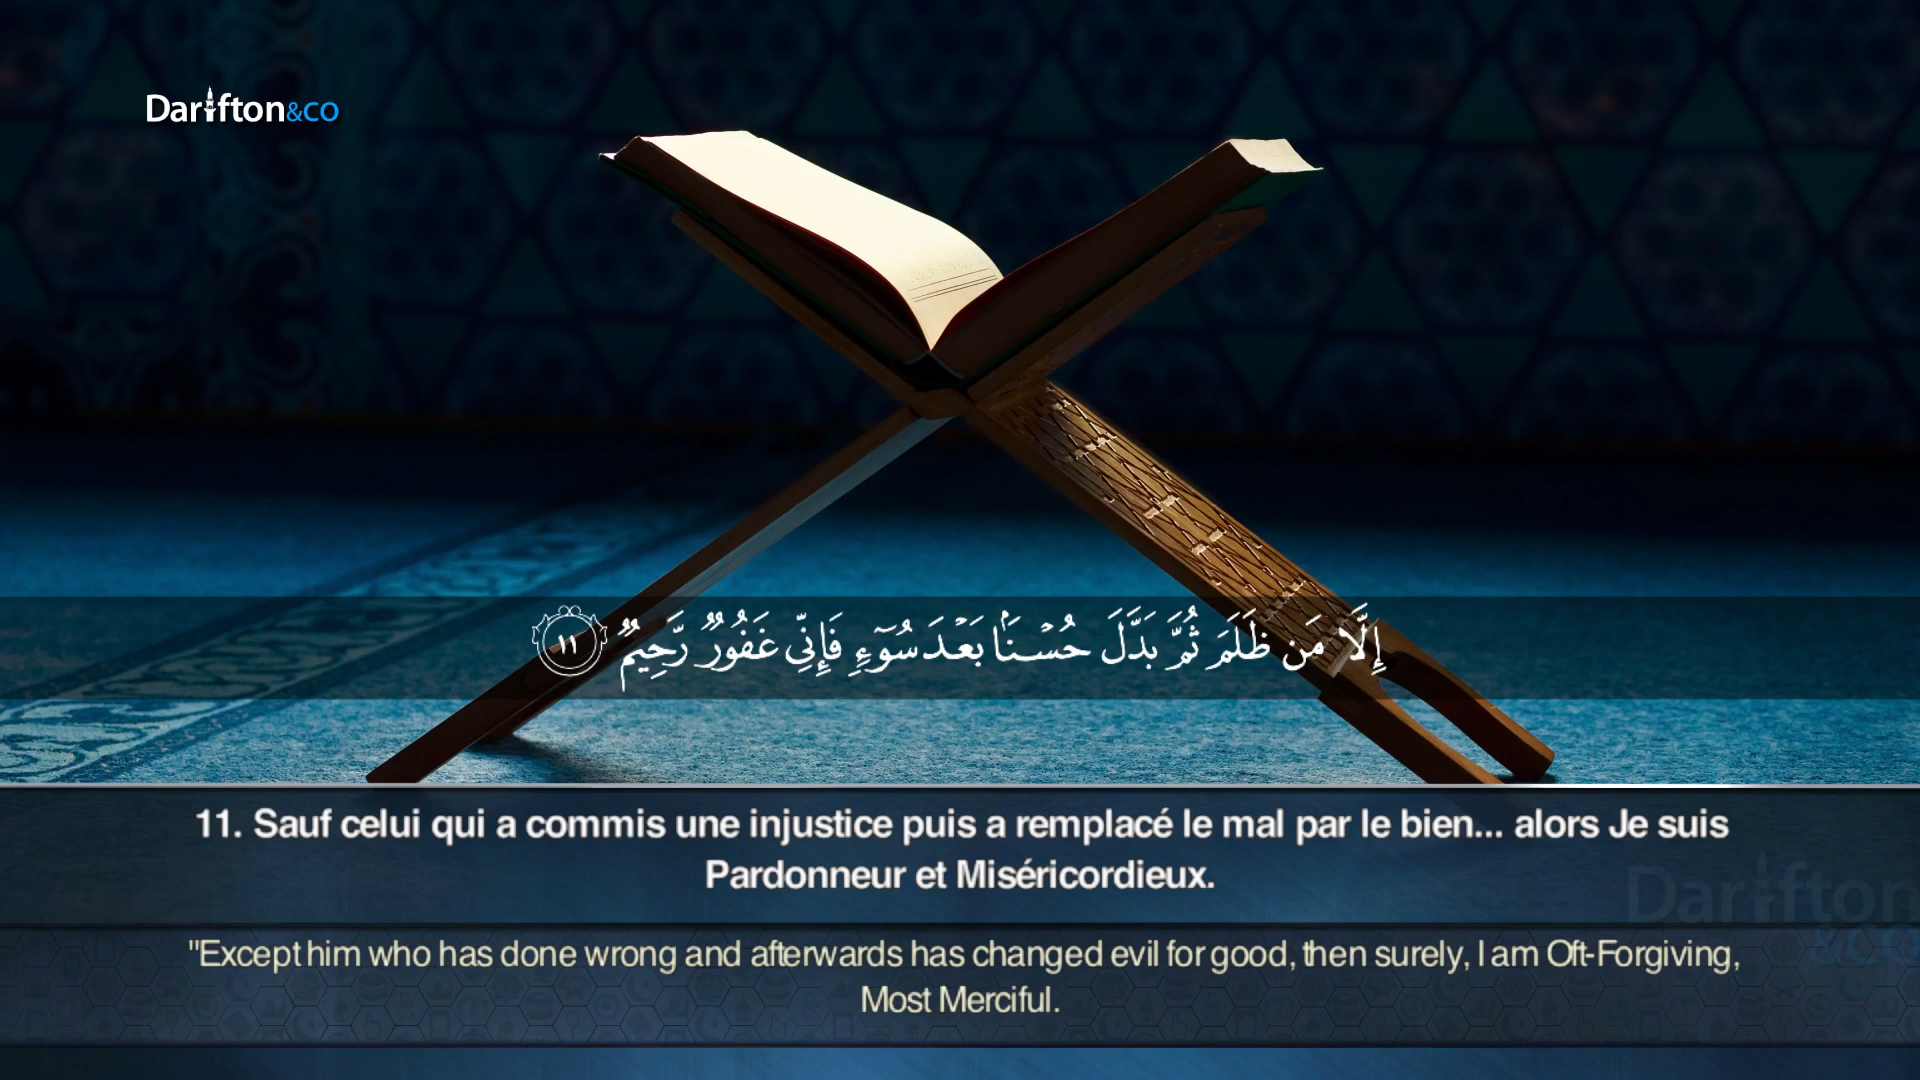 Darifton&co
إِلَّا مَن ظَلَمَ ثُمَّ بَدَّلَ حُسْنًۢا بَعْدَ سُوٓءٍ فَإِنِّى غَفُورٌ رَّحِيمٌ ١١
11. Sauf celui qui a commis une injustice puis a remplacé le mal par le bien... alors Je suis
Pardonneur et Miséricordieux.
Darifton
&co
"Except him who has done wrong and afterwards has changed evil for good, then surely, I am Oft-Forgiving,
Most Merciful.